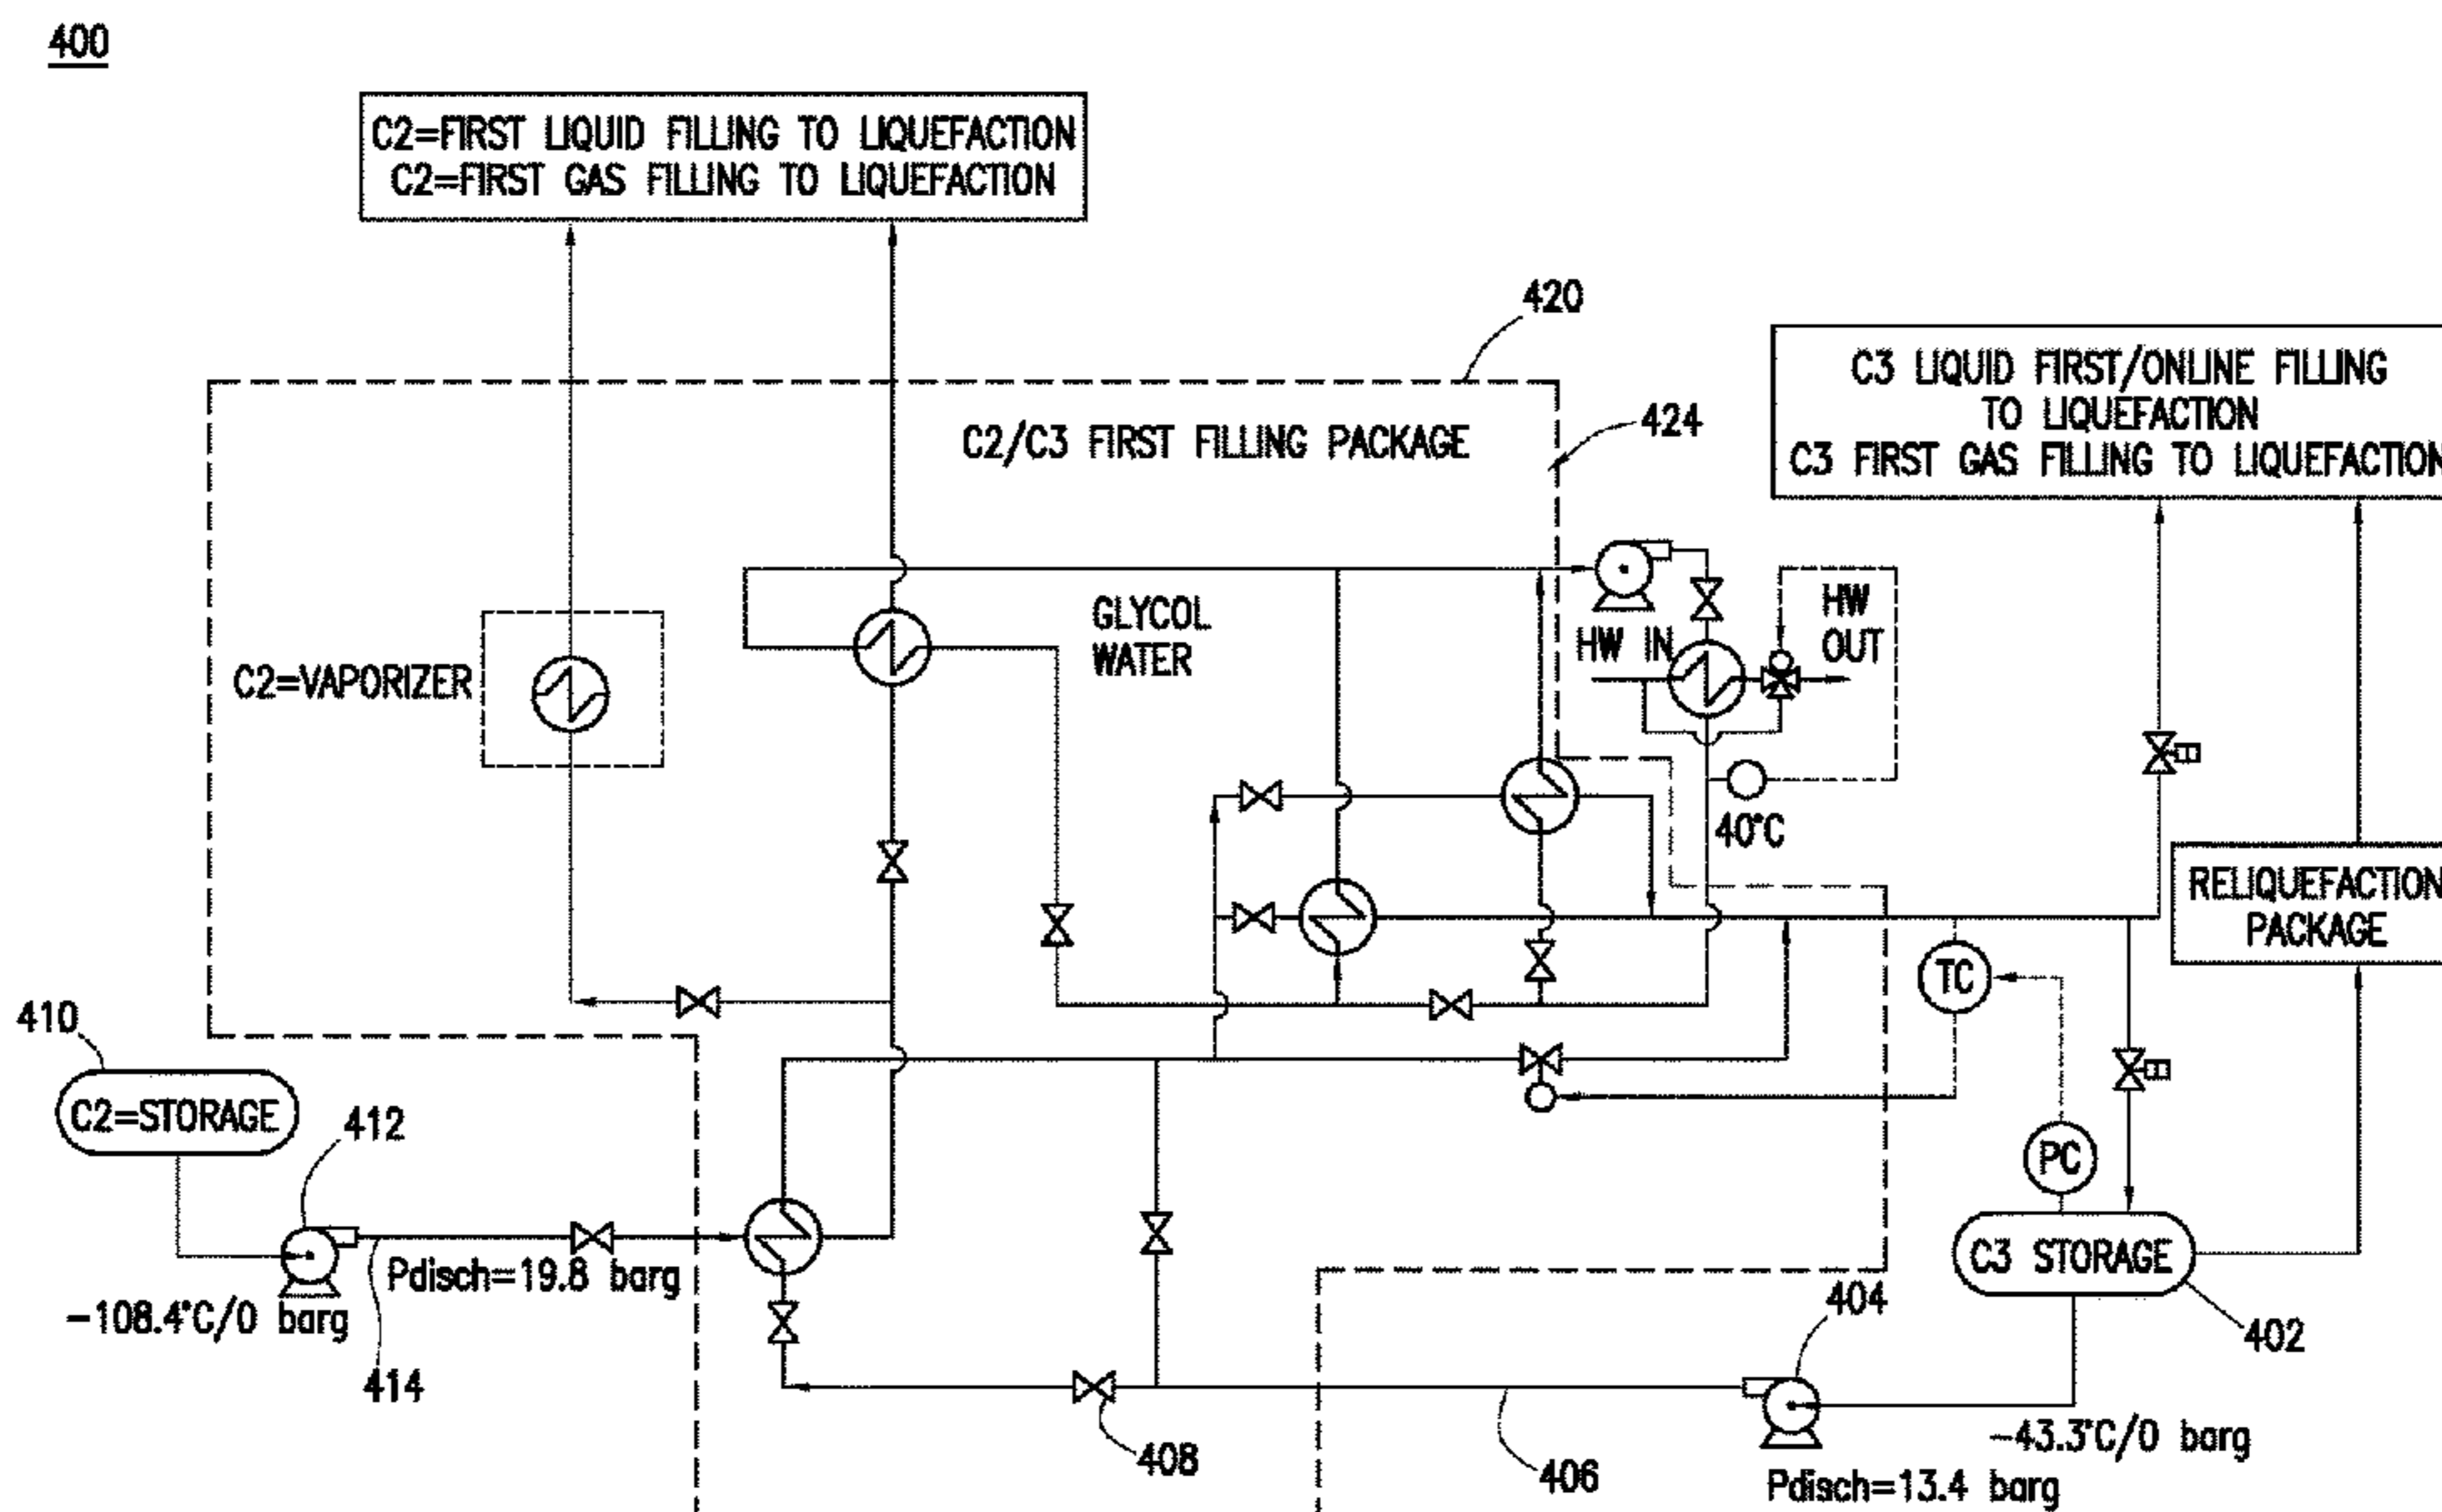 400
C2=FIRST LIQUID FILLING TO LIQUEFACTION
C2=FIRST GAS FILLING TO LIQUEFACTION
420
C2/C3 FIRST FILLING PACKAGE
424
C3 LIQUID FIRST/ONLINE FILLING
TO LIQUEFACTION
C3 FIRST GAS FILLING TO LIQUEFACTION
GLYCOL
WATER
HW IN
HW
OUT
C2=VAPORIZER
40°C
RELIQUEFACTION
PACKAGE
TC
410
C2=STORAGE
412
PC
Pdisch=19.8 barg
-108.4°C/0 barg
414
C3 STORAGE
404
402
408
406
-43.3°C/0 barg
Pdisch=13.4 barg